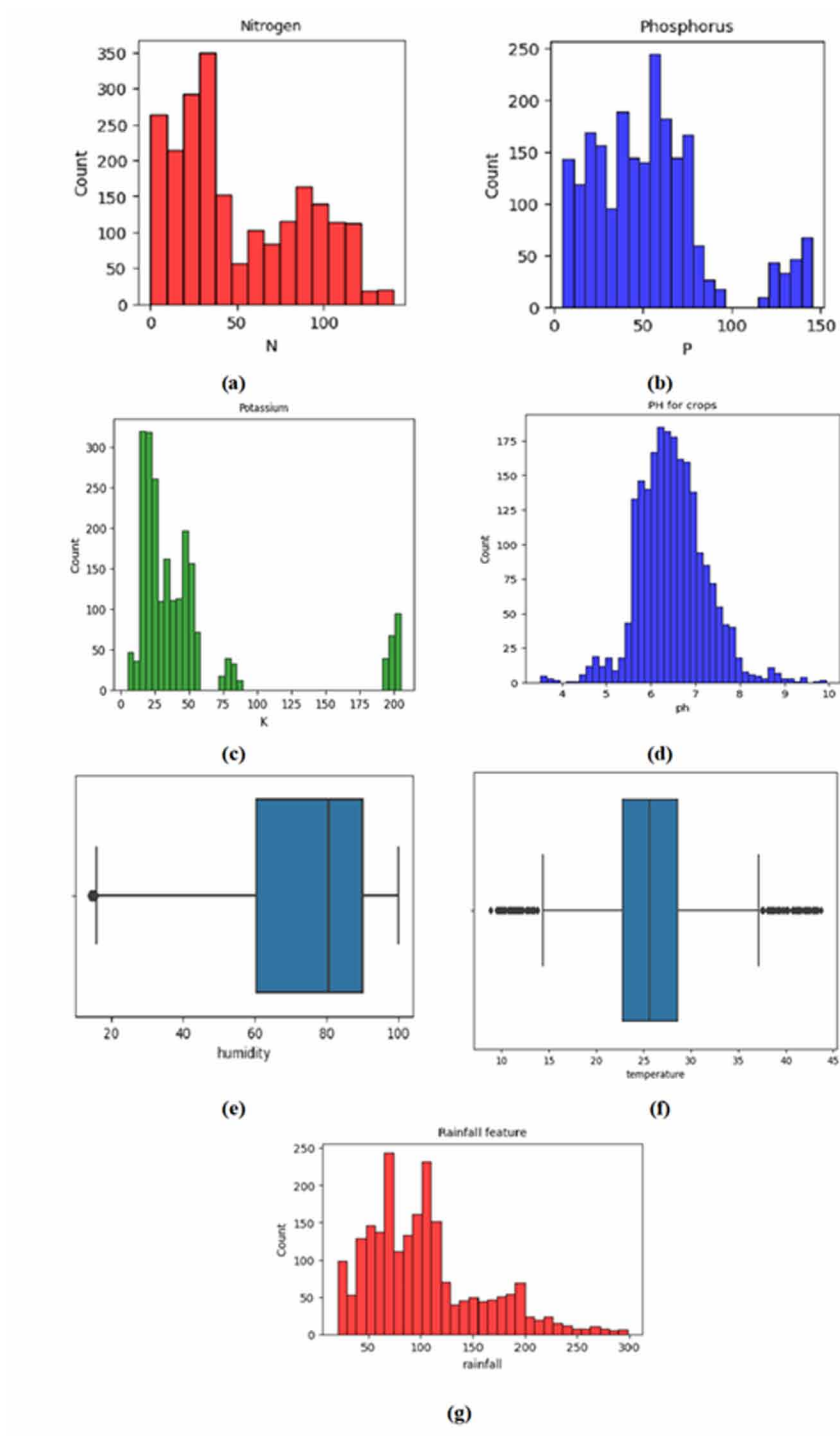 Nitrogen
350
300
250
200
150
100
50
0
Count
0 50 100
N
(a)
Phosphorus
250
200
150
100
50
0
Count
0 50 100 150
P
(b)
Potassium
300
250
200
150
100
50
0
Count
0 25 50 75 100 125 150 175 200
K
(c)
PH for crops
175
150
125
100
75
50
25
0
Count
4 5 6 7 8 9 10
ph
(d)
20 40 60 80 100
humidity
(e)
10 15 20 25 30 35 40 45
temperature
(f)
Rainfall feature
250
200
150
100
50
0
Count
50 100 150 200 250 300
rainfall
(g)